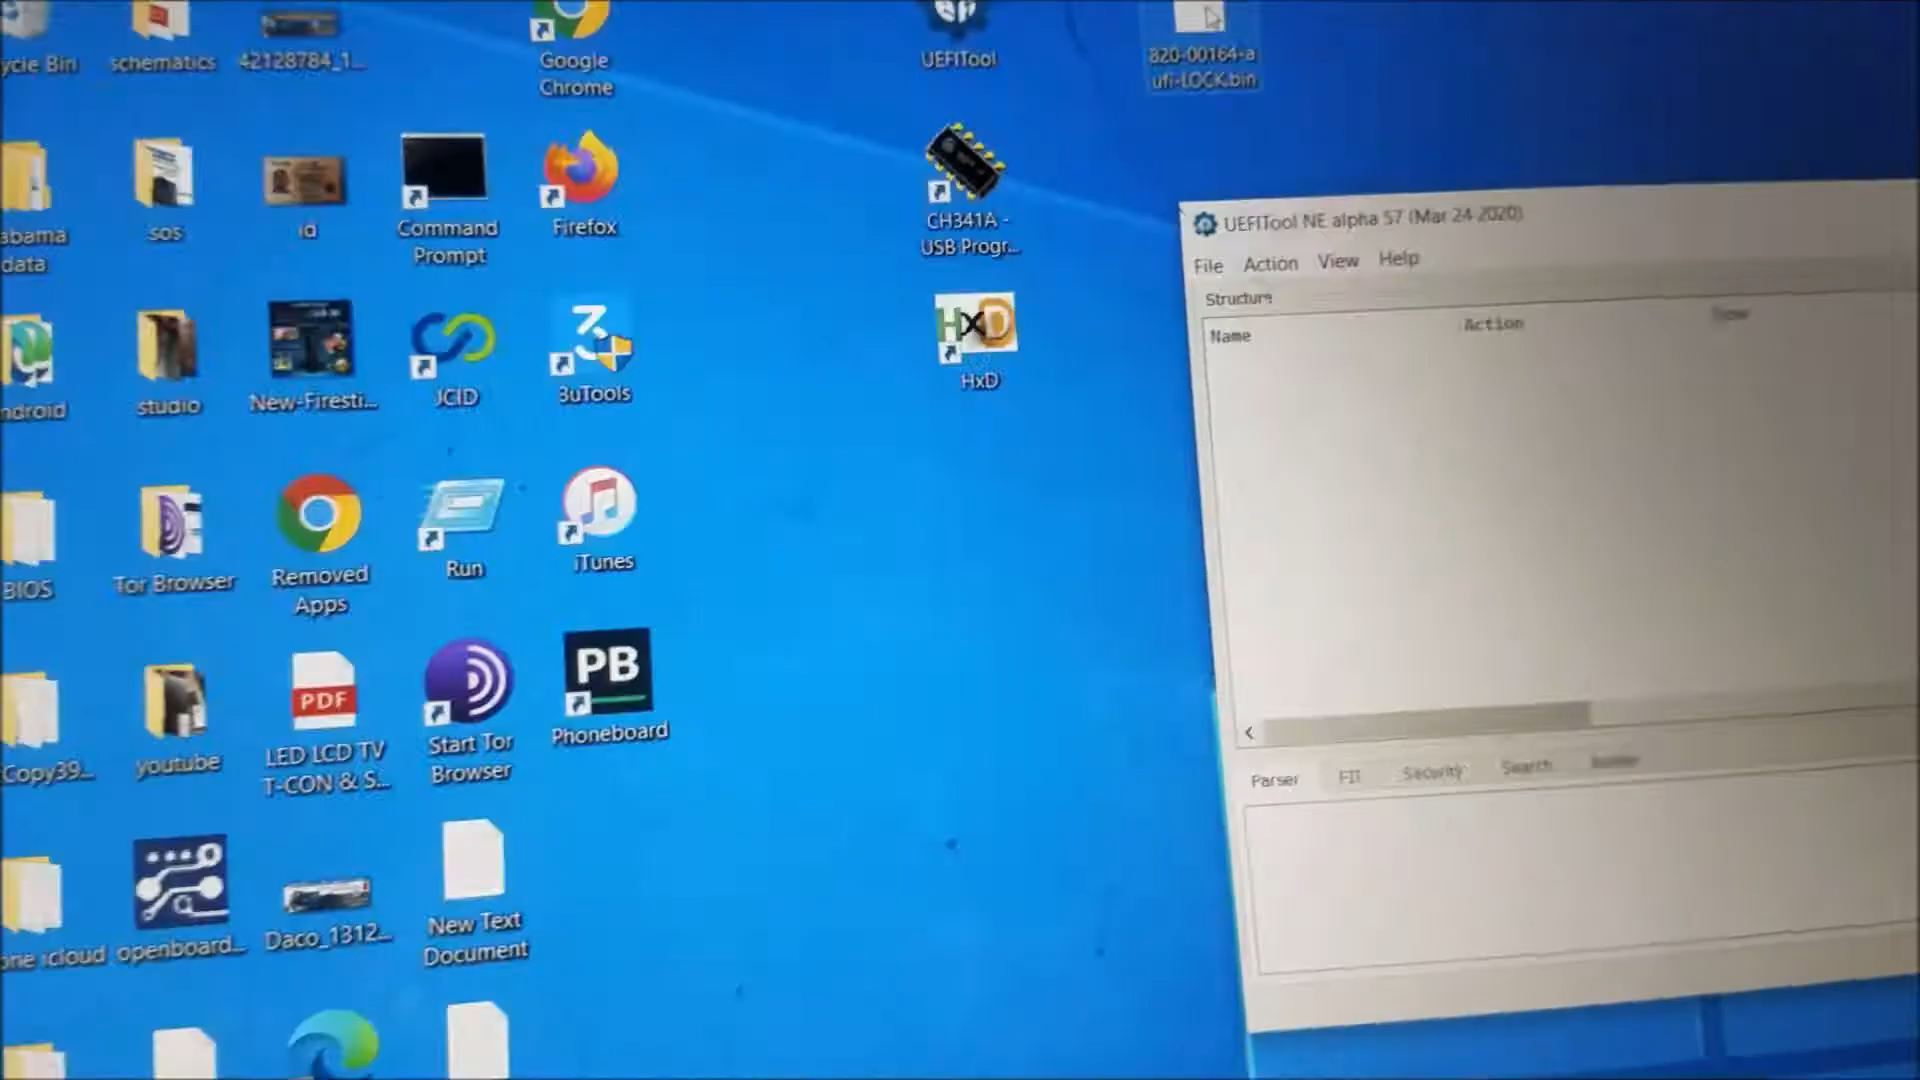 ycle Bin
schematics
42128784_1...
Google
Chrome
UEFITool
820-00164-a
ufi-LOCK.bin
abama
data
sos
id
Command
Prompt
Firefox
CH341A -
USB Progr...
ndroid
studio
New-Firesti...
JCID
3uTools
HxD
BIOS
Tor Browser
Removed
Apps
Run
iTunes
Copy39...
youtube
PDF
LED LCD TV
T-CON & S...
Start Tor
Browser
PB
Phoneboard
one icloud
openboard...
Daco_1312...
New Text
Document
UEFITool NE alpha 57 (Mar 24 2020)
File Action View Help
Structure
Name Action
Parser FIT Security Search